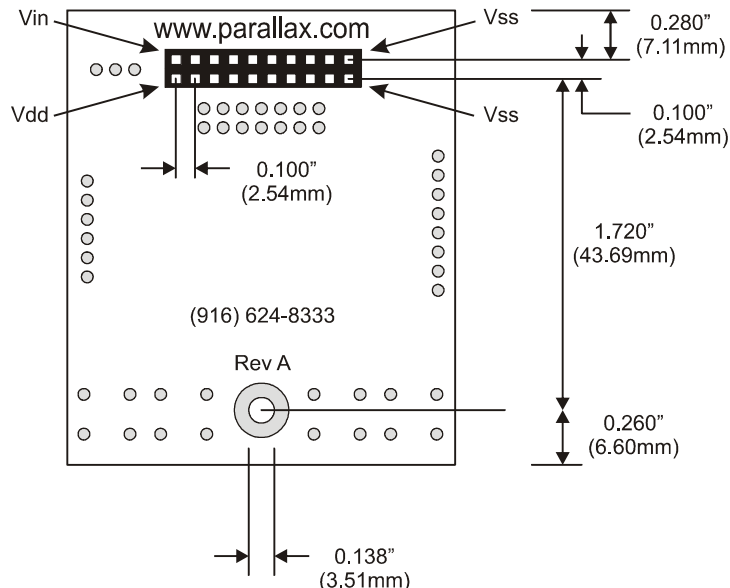 Vin
www.parallax.com
Vss
0.280”
(7.11mm)
Vdd
Vss
0.100”
(2.54mm)
0.100”
(2.54mm)
1.720”
(43.69mm)
(916) 624-8333
Rev A
0.260”
(6.60mm)
0.138”
(3.51mm)